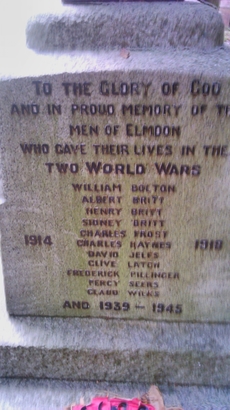 TO THE GLORY OF GOD
AND IN PROUD MEMORY OF T
MEN OF ELMDON
WHO GAVE THEIR LIVES IN THE
TWO WORLD WARS
WILLIAM BOLTON
ALBERT BRITT
HENRY BRITT
SIDNEY BRITT
CHARLES FROST
1914 CHARLES HAYNES 1918
DAVID JELFS
CLIVE LATCH
FREDERICK PILLINGER
PERCY SEERS
WILKS
AND 1939 - 1945